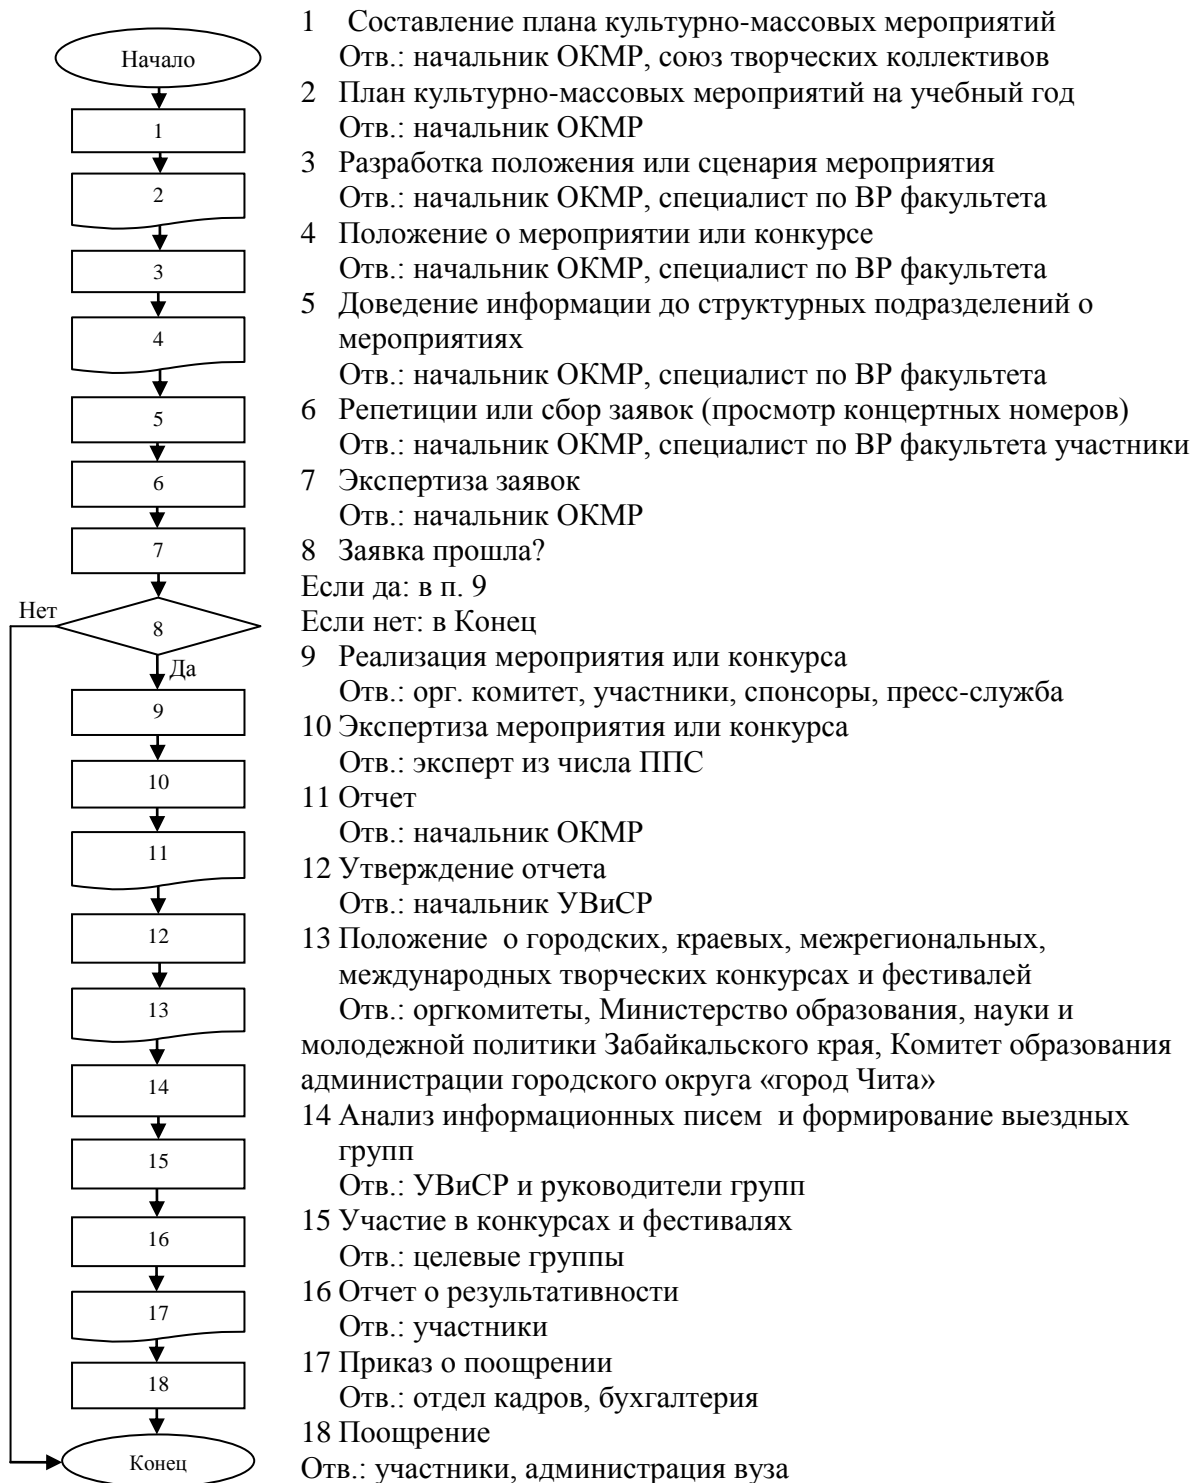 Начало
1
2
3
4
5
6
7
Нет
8
Да
9
10
11
12
13
14
15
16
17
18
Конец
1 Составление плана культурно-массовых мероприятий
Отв.: начальник ОКМР, союз творческих коллективов
2 План культурно-массовых мероприятий на учебный год
Отв.: начальник ОКМР
3 Разработка положения или сценария мероприятия
Отв.: начальник ОКМР, специалист по ВР факультета
4 Положение о мероприятии или конкурсе
Отв.: начальник ОКМР, специалист по ВР факультета
5 Доведение информации до структурных подразделений о
мероприятиях
Отв.: начальник ОКМР, специалист по ВР факультета
6 Репетиции или сбор заявок (просмотр концертных номеров)
Отв.: начальник ОКМР, специалист по ВР факультета участники
7 Экспертиза заявок
Отв.: начальник ОКМР
8 Заявка прошла?
Если да: в п. 9
Если нет: в Конец
9 Реализация мероприятия или конкурса
Отв.: орг. комитет, участники, спонсоры, пресс-служба
10 Экспертиза мероприятия или конкурса
Отв.: эксперт из числа ППС
11 Отчет
Отв.: начальник ОКМР
12 Утверждение отчета
Отв.: начальник УВиСР
13 Положение о городских, краевых, межрегиональных,
международных творческих конкурсах и фестивалей
Отв.: оргкомитеты, Министерство образования, науки и
молодежной политики Забайкальского края, Комитет образования
администрации городского округа «город Чита»
14 Анализ информационных писем и формирование выездных
групп
Отв.: УВиСР и руководители групп
15 Участие в конкурсах и фестивалях
Отв.: целевые группы
16 Отчет о результативности
Отв.: участники
17 Приказ о поощрении
Отв.: отдел кадров, бухгалтерия
18 Поощрение
Отв.: участники, администрация вуза